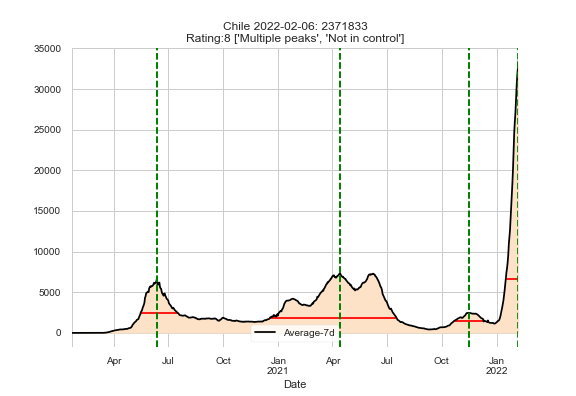 Chile 2022-02-06: 2371833
Rating:8 ['Multiple peaks', 'Not in control']
35000
30000
25000
20000
15000
10000
5000
0
Average-7d
Apr Jul Oct Jan Apr Jul Oct Jan
2021 2022
Date